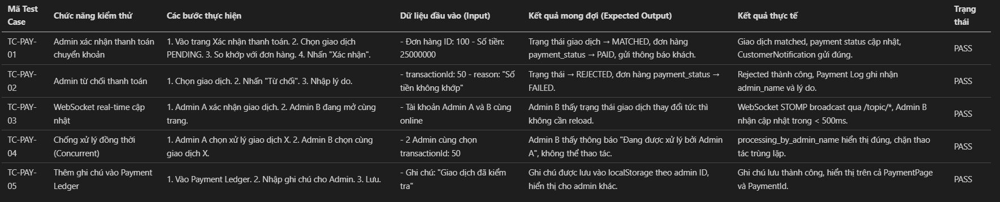 Mã Test Case | Chức năng kiểm thử | Các bước thực hiện | Dữ liệu đầu vào (Input) | Kết quả mong đợi (Expected Output) | Kết quả thực tế | Trạng thái
TC-PAY-01 | Admin xác nhận thanh toán chuyển khoản | 1. Vào trang Xác nhận thanh toán. 2. Chọn giao dịch PENDING. 3. So khớp với đơn hàng. 4. Nhấn "Xác nhận". | - Đơn hàng ID: 100 - Số tiền: 25000000 | Trạng thái giao dịch → MATCHED, đơn hàng payment_status → PAID, gửi thông báo khách. | Giao dịch matched, payment status cập nhật, CustomerNotification gửi đúng. | PASS
TC-PAY-02 | Admin từ chối thanh toán | 1. Chọn giao dịch. 2. Nhấn "Từ chối". 3. Nhập lý do. | - transactionId: 50 - reason: "Số tiền không khớp" | Trạng thái → REJECTED, đơn hàng payment_status → FAILED. | Rejected thành công, Payment Log ghi nhận admin_name và lý do. | PASS
TC-PAY-03 | WebSocket real-time cập nhật | 1. Admin A xác nhận giao dịch. 2. Admin B đang mở cùng trang. | - Tài khoản Admin A và B cùng online | Admin B thấy trạng thái giao dịch thay đổi tức thì không cần reload. | WebSocket STOMP broadcast qua /topic/*, Admin B nhận cập nhật trong < 500ms. | PASS
TC-PAY-04 | Chống xử lý đồng thời (Concurrent) | 1. Admin A chọn xử lý giao dịch X. 2. Admin B chọn cùng giao dịch X. | - 2 Admin cùng chọn transactionId: 50 | Admin B thấy thông báo "Đang được xử lý bởi Admin A", không thể thao tác. | processing_by_admin_name hiển thị đúng, chặn thao tác trùng lặp. | PASS
TC-PAY-05 | Thêm ghi chú vào Payment Ledger | 1. Vào Payment Ledger. 2. Nhập ghi chú cho Admin. 3. Lưu. | - Ghi chú: "Giao dịch đã kiểm tra" | Ghi chú được lưu vào localStorage theo admin ID, hiển thị cho admin khác. | Ghi chú lưu thành công, hiển thị trên cả PaymentPage và PaymentId. | PASS